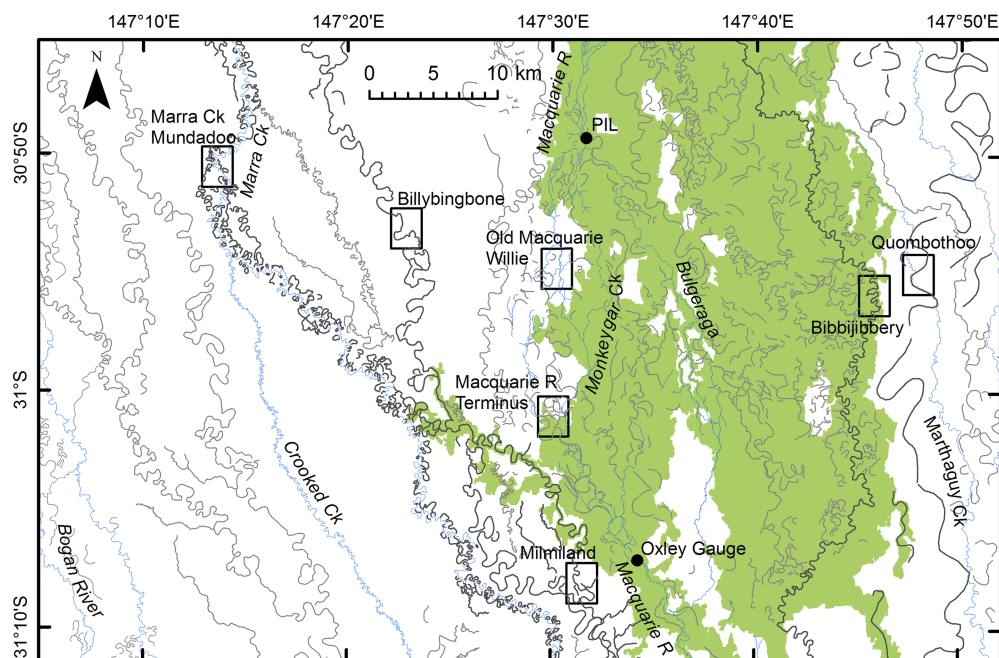 147°10'E
147°20'E
147°30'E
147°40'E
147°50'E
N
0 5 10 km
Macquarie R
PIL
30°50'S
Marra Ck
Mundadoo
Marra Ck
Billybingbone
Old Macquarie
Willie
Quombothoo
Bulgeraga
Monkeygar Ck
Bibbijibbery
31°S
Macquarie R
Terminus
Crooked Ck
Marthaguy Ck
Bogan River
Milmiland
Oxley Gauge
Macquarie R
31°10'S